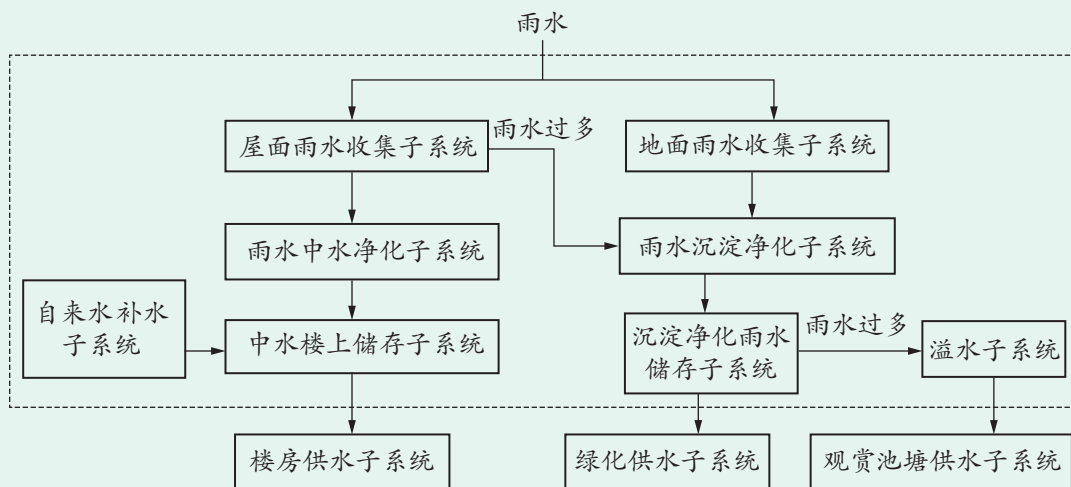 雨水
屋面雨水收集子系统
雨水过多
地面雨水收集子系统
雨水中水净化子系统
雨水沉淀净化子系统
自来水补水
子系统
中水楼上储存子系统
沉淀净化雨水
储存子系统
雨水过多
溢水子系统
楼房供水子系统
绿化供水子系统
观赏池塘供水子系统